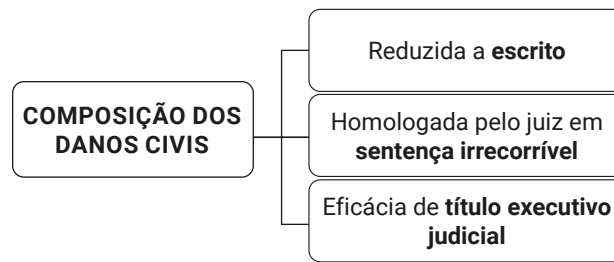 COMPOSIÇÃO DOS
DANOS CIVIS
Reduzida a escrito
Homologada pelo juiz em
sentença irrecorrível
Eficácia de título executivo
judicial